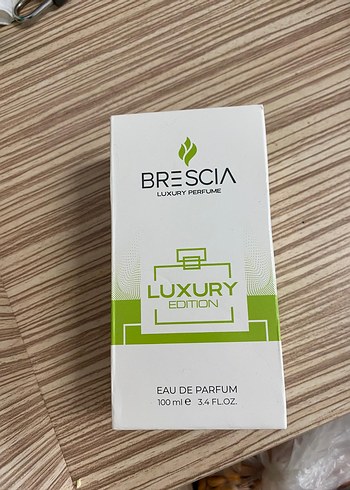 BRESCIA
LUXURY PERFUME
LUXURY
EDITION
EAU DE PARFUM
100 ml e 3.4 FL.OZ.